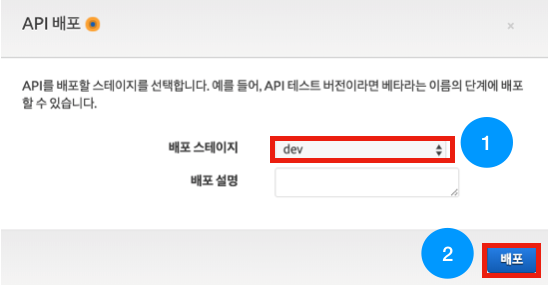 API 배포
×
API를 배포할 스테이지를 선택합니다. 예를 들어, API 테스트 버전이라면 베타라는 이름의 단계에 배포
할 수 있습니다.
배포 스테이지 dev 1
배포 설명
2 배포